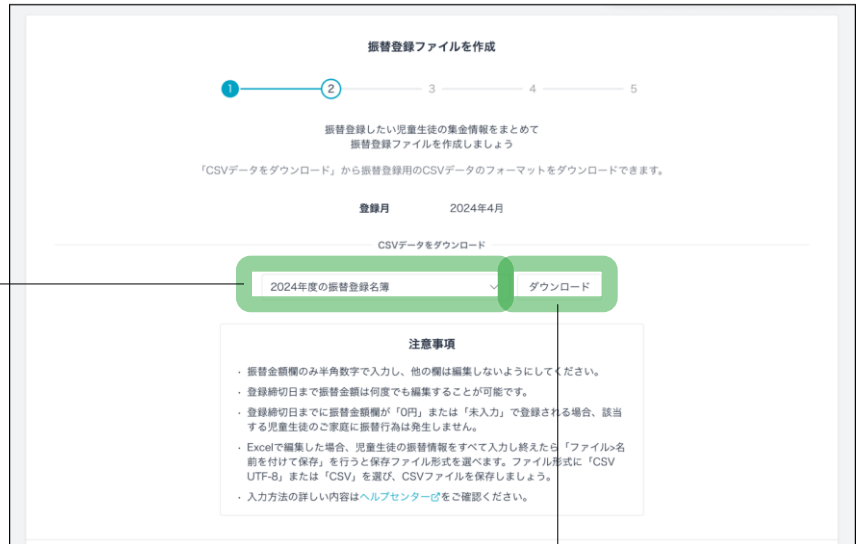 振替登録ファイルを作成
1 2 3 4 5
振替登録したい児童生徒の集金情報をまとめて
振替登録ファイルを作成しましょう
「CSVデータをダウンロード」から振替登録用のCSVデータのフォーマットをダウンロードできます。
登録月 2024年4月
CSVデータをダウンロード
2024年度の振替登録名簿 ダウンロード
注意事項
・振替金額欄のみ半角数字で入力し、他の欄は編集しないようにしてください。
・登録締切日まで振替金額は何度でも編集することが可能です。
・登録締切日までに振替金額欄が「0円」または「未入力」で登録される場合、該当
する児童生徒のご家庭に振替行為は発生しません。
・Excelで編集した場合、児童生徒の振替情報をすべて入力し終えたら「ファイル>名
前を付けて保存」を行うと保存ファイル形式を選べます。ファイル形式に「CSV
UTF-8」または「CSV」を選び、CSVファイルを保存しましょう。
・入力方法の詳しい内容はヘルプセンターをご確認ください。